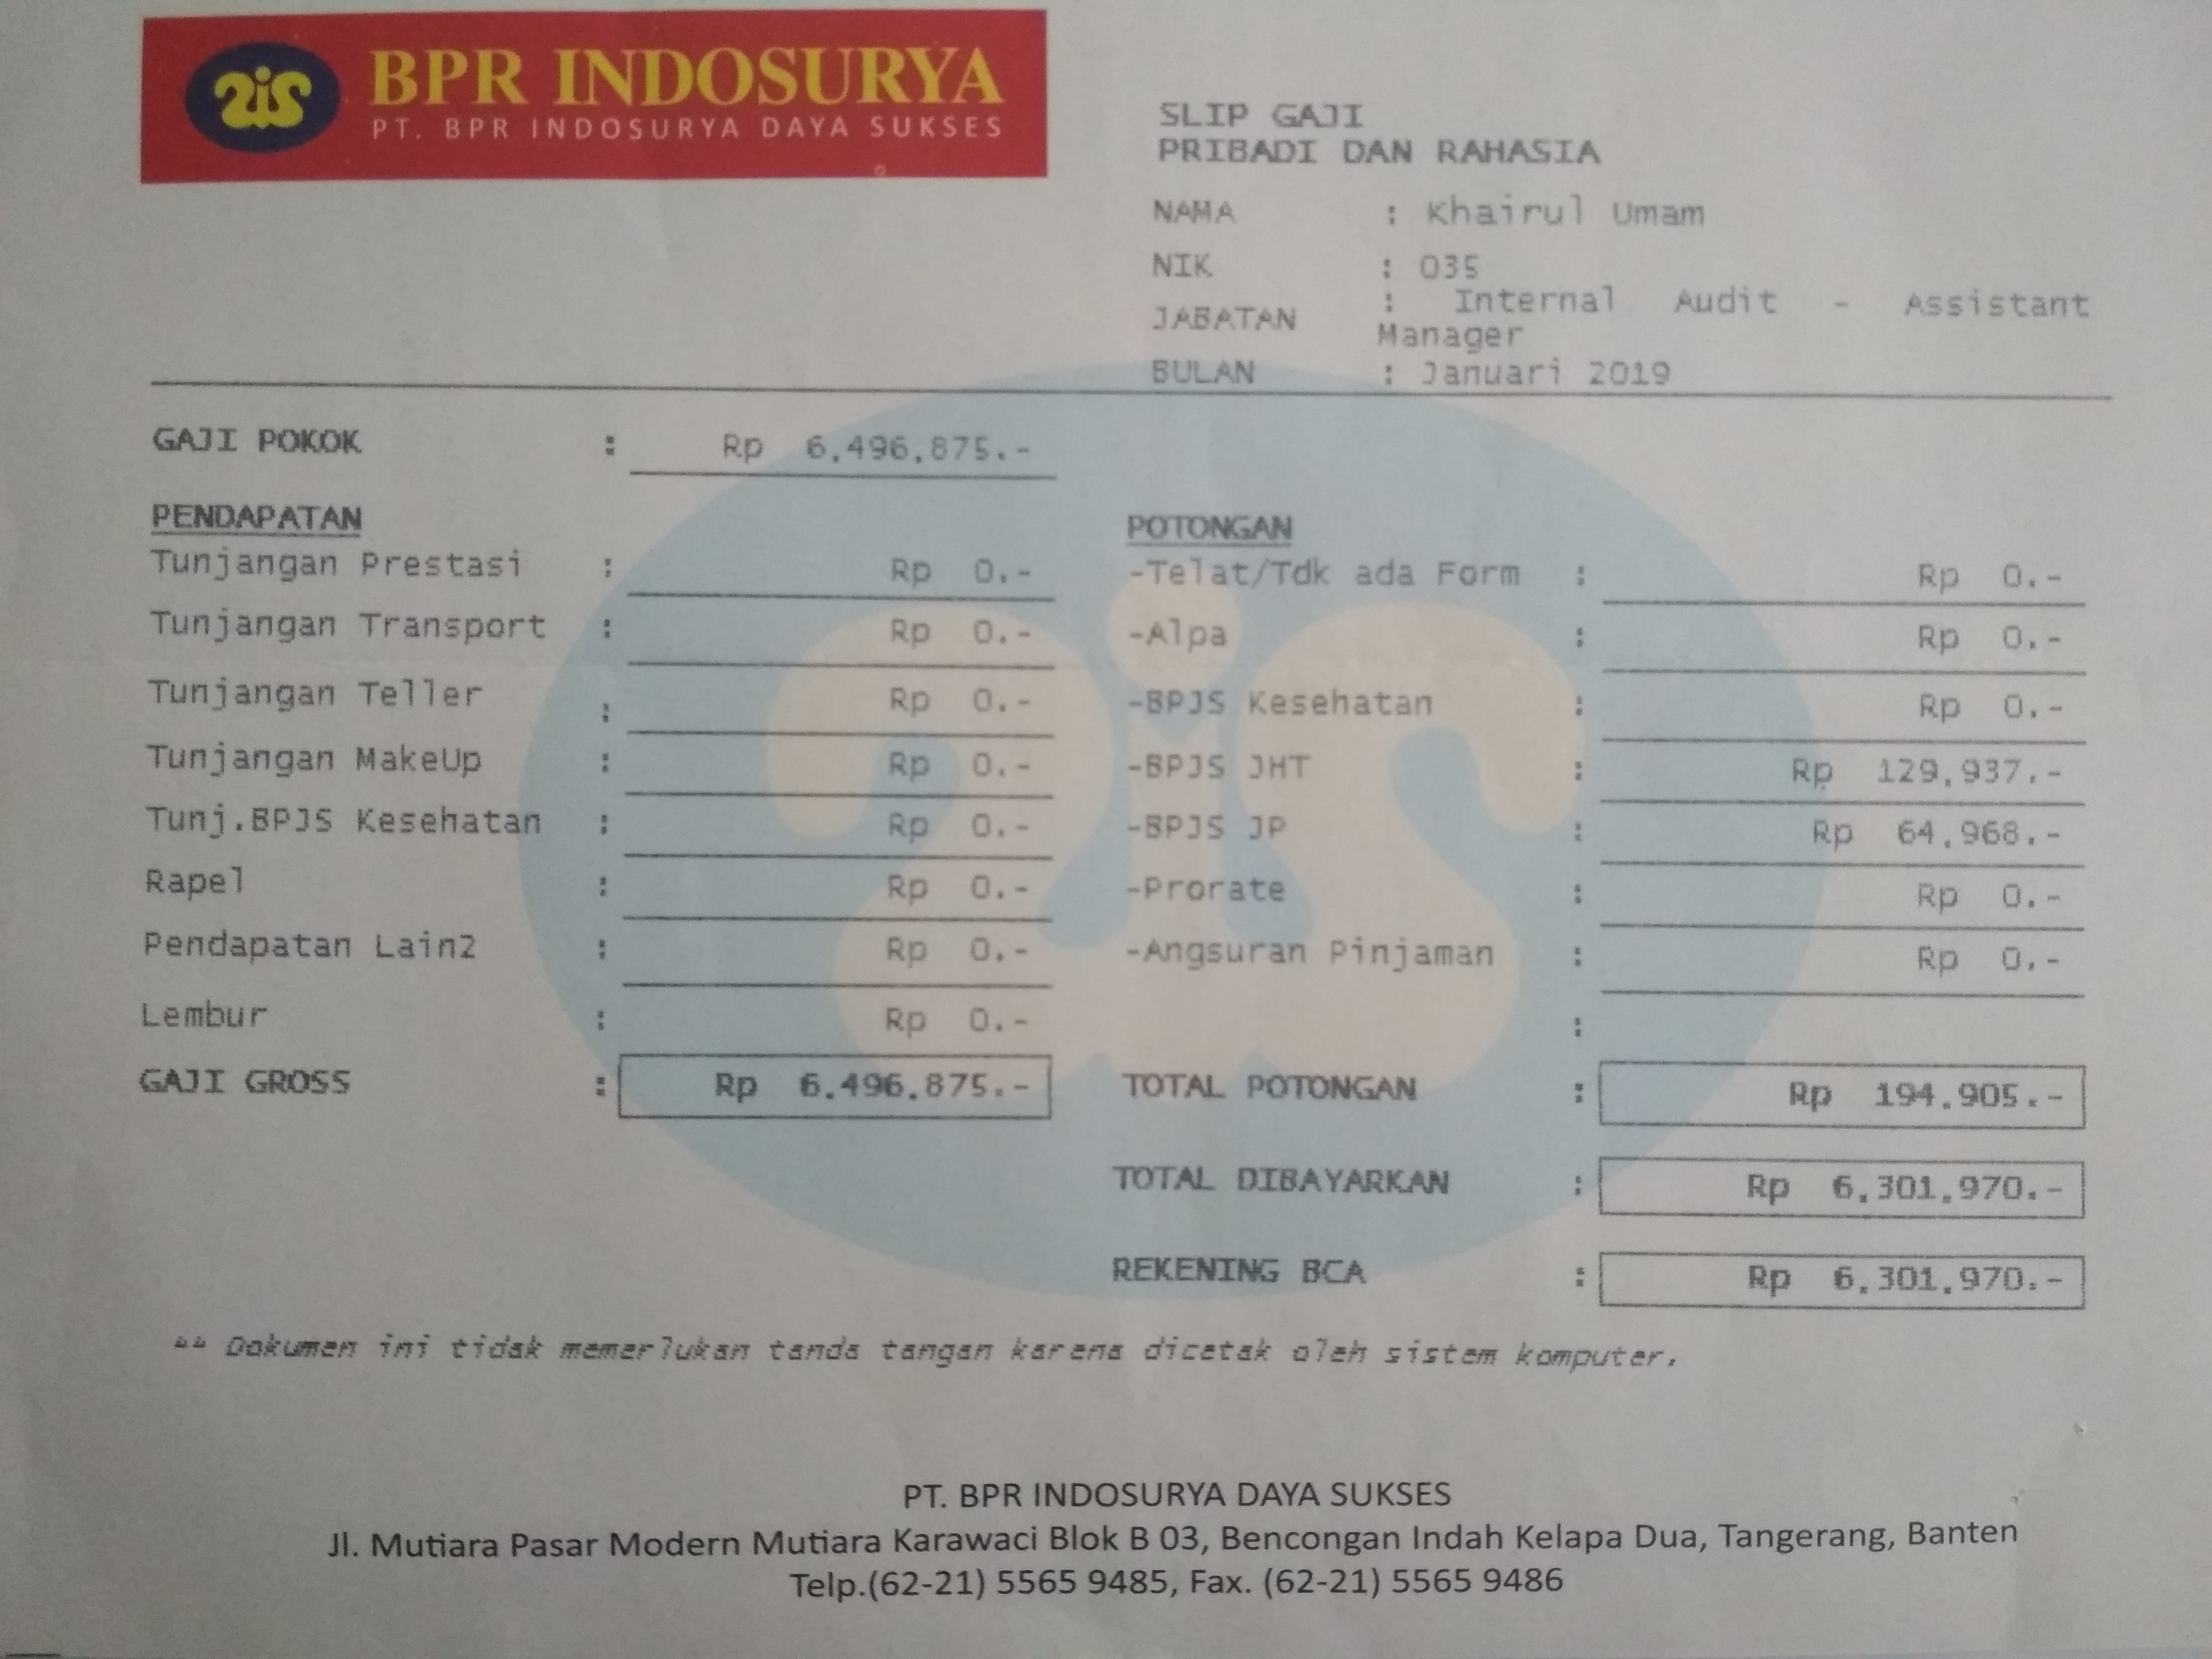 BPR INDOSURYA
PT. BPR INDOSURYA DAYA SUKSES
SLIP GAJI
PRIBADI DAN RAHASIA
NAMA : Khairul Umam
NIK : 035
JABATAN : Internal Audit - Assistant
Manager
BULAN : Januari 2019
GAJI POKOK : Rp 6,496,875.-
PENDAPATAN
Tunjangan Prestasi : Rp 0.-
Tunjangan Transport : Rp 0.-
Tunjangan Teller : Rp 0.-
Tunjangan MakeUp : Rp 0.-
Tunj.BPJS Kesehatan : Rp 0.-
Rapel : Rp 0.-
Pendapatan Lain2 : Rp 0.-
Lembur : Rp 0.-
GAJI GROSS : Rp 6.496.875.-
POTONGAN
-Telat/Tdk ada Form : Rp 0.-
-Alpa : Rp 0.-
-BPJS Kesehatan : Rp 0.-
-BPJS JHT : Rp 129,937.-
-BPJS JP : Rp 64,968.-
-Prorate : Rp 0.-
-Angsuran Pinjaman : Rp 0.-
:
TOTAL POTONGAN : Rp 194.905.-
TOTAL DIBAYARKAN : Rp 6.301.970.-
REKENING BCA : Rp 6.301.970.-
** Dokumen ini tidak memerlukan tanda tangan karena dicetak oleh sistem komputer.
PT. BPR INDOSURYA DAYA SUKSES
Jl. Mutiara Pasar Modern Mutiara Karawaci Blok B 03, Bencongan Indah Kelapa Dua, Tangerang, Banten
Telp.(62-21) 5565 9485, Fax. (62-21) 5565 9486